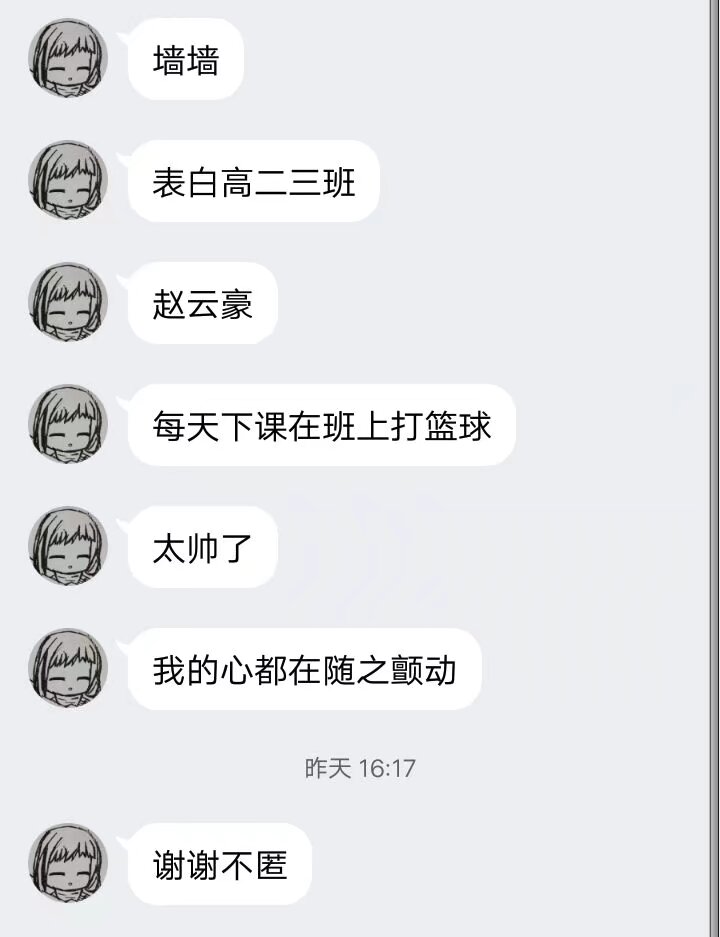 墙墙
表白高二三班
赵云豪
每天下课在班上打篮球
太帅了
我的心都在随之颤动
昨天 16:17
谢谢不匿